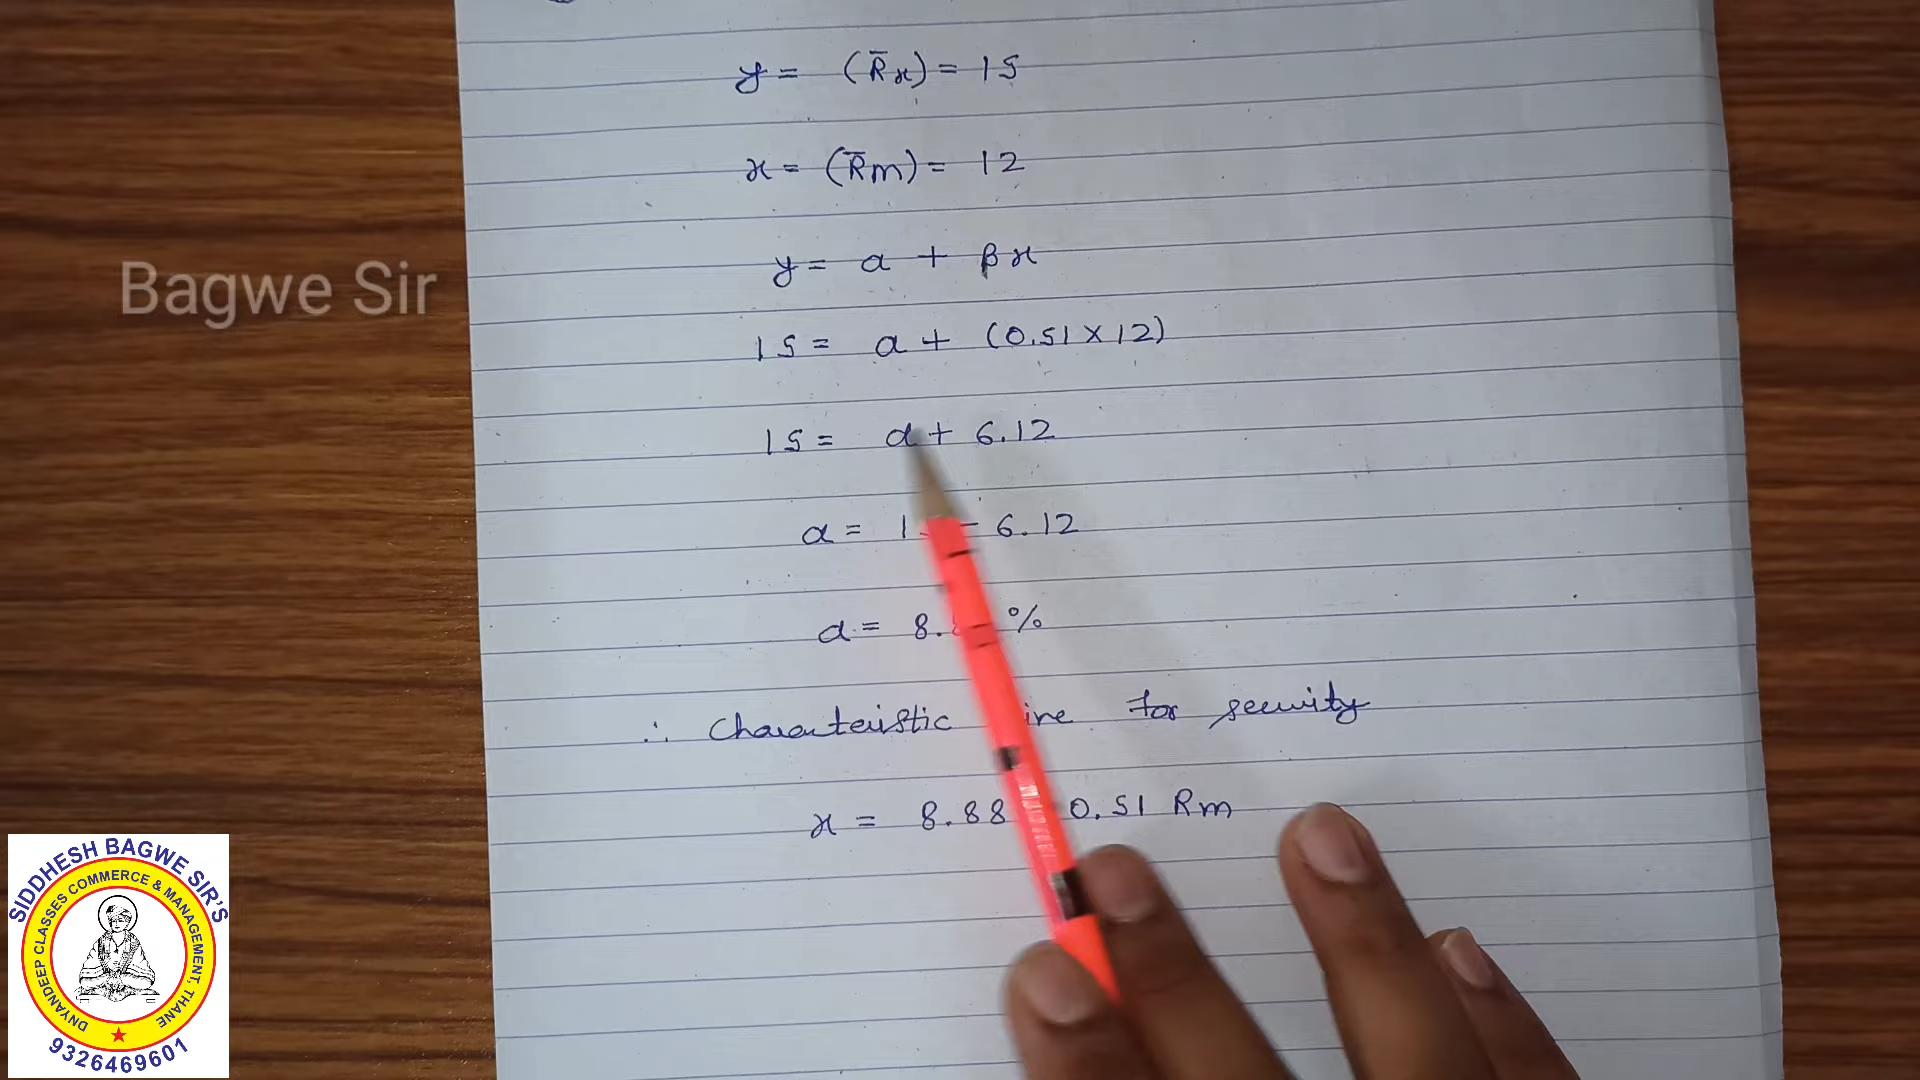 y = (R̄x) = 15
x = (R̄m) = 12
y = α + βx
15 = α + (0.51 × 12)
15 = α + 6.12
α = 1 - 6.12
α = 8. %
∴ Characteristic for security
x = 8.88 0.51 Rm
Bagwe Sir
SIDDHESH BAGWE SIR'S
DNYANDEEP CLASSES COMMERCE & MANAGEMENT, THANE
9326469601